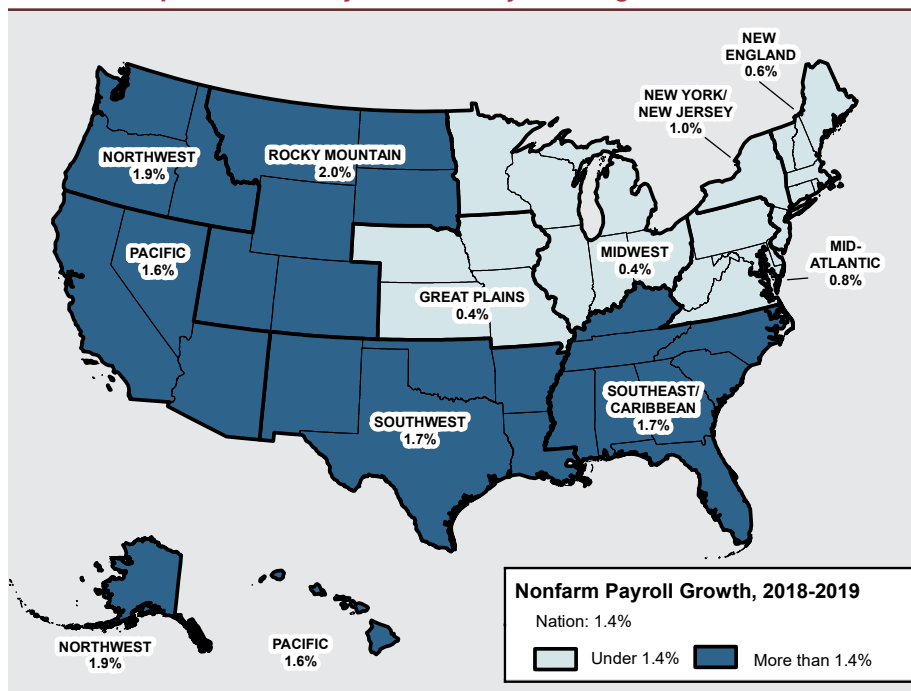 NEW
ENGLAND
0.6%
NEW YORK/
NEW JERSEY
1.0%
NORTHWEST
1.9%
ROCKY MOUNTAIN
2.0%
PACIFIC
1.6%
MIDWEST
0.4%
MID-
ATLANTIC
0.8%
GREAT PLAINS
0.4%
SOUTHWEST
1.7%
SOUTHEAST/
CARIBBEAN
1.7%
NORTHWEST
1.9%
PACIFIC
1.6%
Nonfarm Payroll Growth, 2018-2019
Nation: 1.4%
Under 1.4%
More than 1.4%